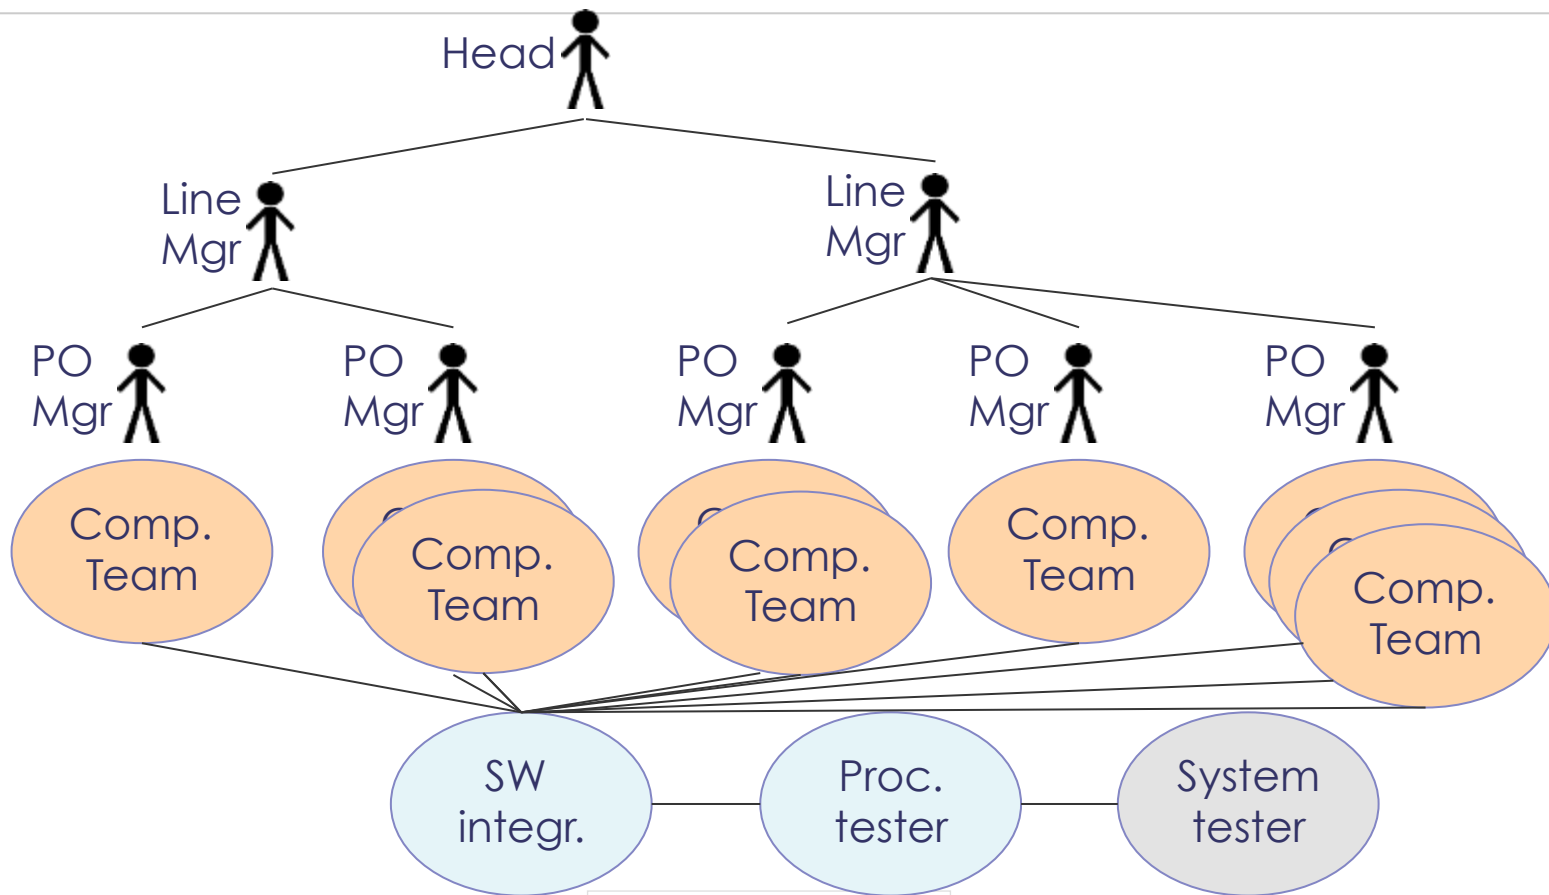 Head
Line
Mgr
Line
Mgr
PO
Mgr
PO
Mgr
PO
Mgr
PO
Mgr
PO
Mgr
Comp.
Team
Comp.
Team
Comp.
Team
Comp.
Team
Comp.
Team
SW
integr.
Proc.
tester
System
tester